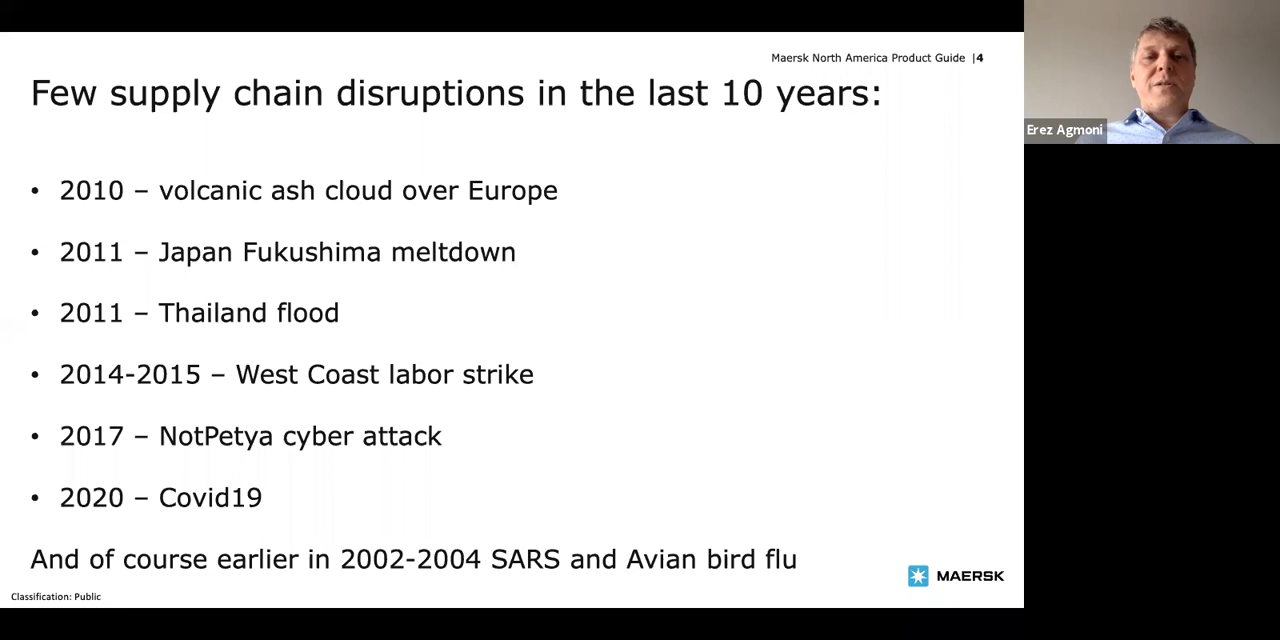 Maersk North America Product Guide |4
Few supply chain disruptions in the last 10 years:
• 2010 – volcanic ash cloud over Europe
• 2011 – Japan Fukushima meltdown
• 2011 – Thailand flood
• 2014-2015 – West Coast labor strike
• 2017 – NotPetya cyber attack
• 2020 – Covid19
And of course earlier in 2002-2004 SARS and Avian bird flu
MAERSK
Classification: Public
Erez Agmoni